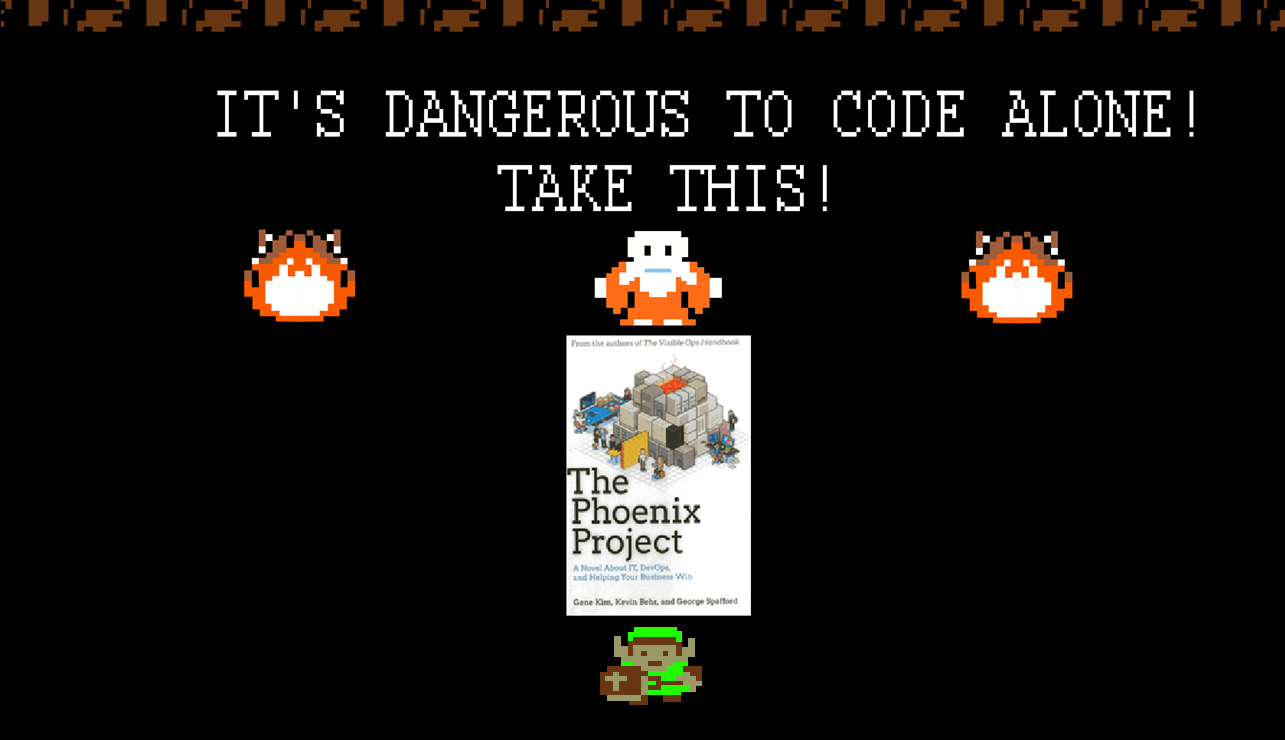 IT'S DANGEROUS TO CODE ALONE!
TAKE THIS!
From the authors of The Visible Ops Handbook
The
Phoenix
Project
A Novel About IT, DevOps,
and Helping Your Business Win
Gene Kim, Kevin Behr, and George Spafford